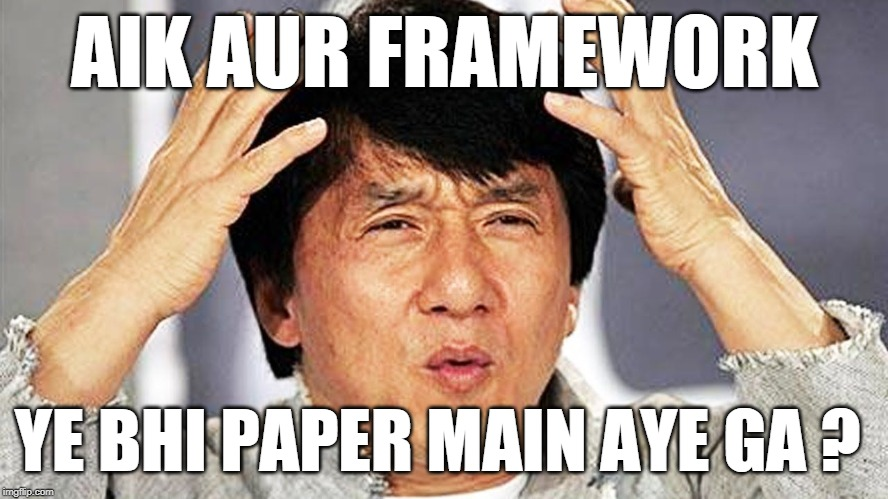 AIK AUR FRAMEWORK
YE BHI PAPER MAIN AYE GA ?
imgflip.com